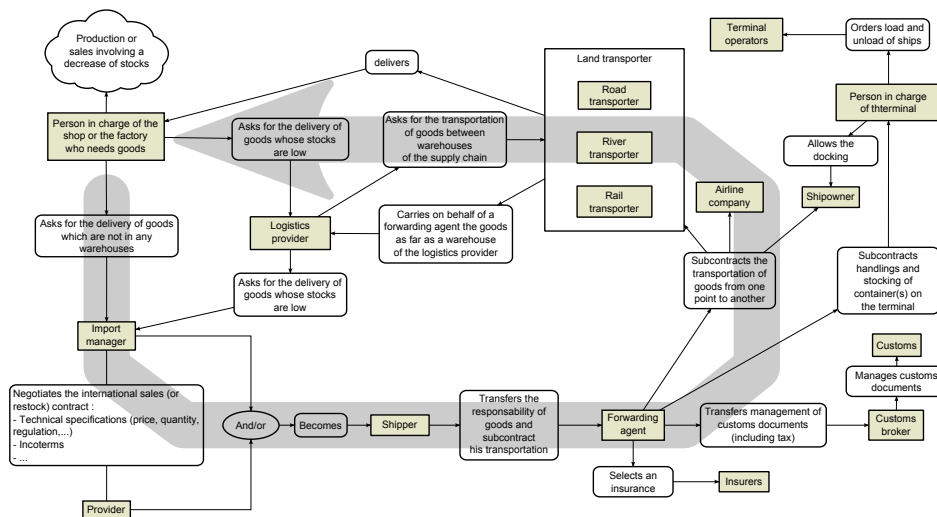 Production or
sales involving a
decrease of stocks
delivers
Land transporter
Terminal
operators
Orders load and
unload of ships
Road
transporter
Person in charge of the
shop or the factory
who needs goods
Asks for the delivery of
goods whose stocks
are low
Asks for the transportation
of goods between
warehouses
of the supply chain
River
transporter
Person in charge
of thterminal
Allows the
docking
Rail
transporter
Airline
company
Shipowner
Asks for the delivery of goods
which are not in any
warehouses
Logistics
provider
Carries on behalf of a
forwarding agent the goods
as far as a warehouse
of the logistics provider
Subcontracts the
transportation of
goods from one
point to another
Subcontracts
handlings and
stocking of
container(s) on
the terminal
Asks for the delivery of
goods whose stocks
are low
Import
manager
Customs
Manages customs
documents
Negotiates the international sales (or
restock) contract :
- Technical specifications (price, quantity,
regulation,...)
- Incoterms
- ...
And/or
Becomes
Shipper
Transfers the
responsability of
goods and
subcontract
his transportation
Forwarding
agent
Transfers management of
customs documents
(including tax)
Customs
broker
Selects an
insurance
Insurers
Provider